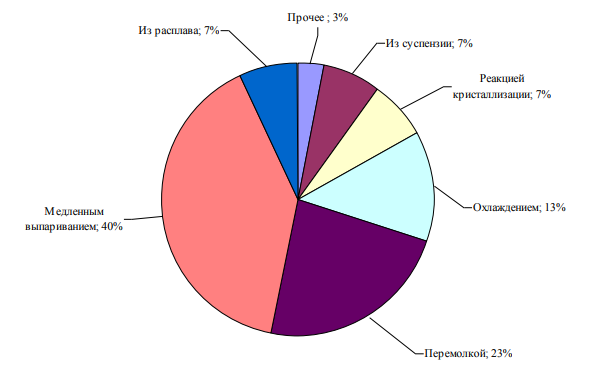 Прочее ; 3%
Из расплава; 7%
Из суспензии; 7%
Реакцией
кристаллизации; 7%
Охлаждением; 13%
Медленным
выпариванием; 40%
Перемолкой; 23%